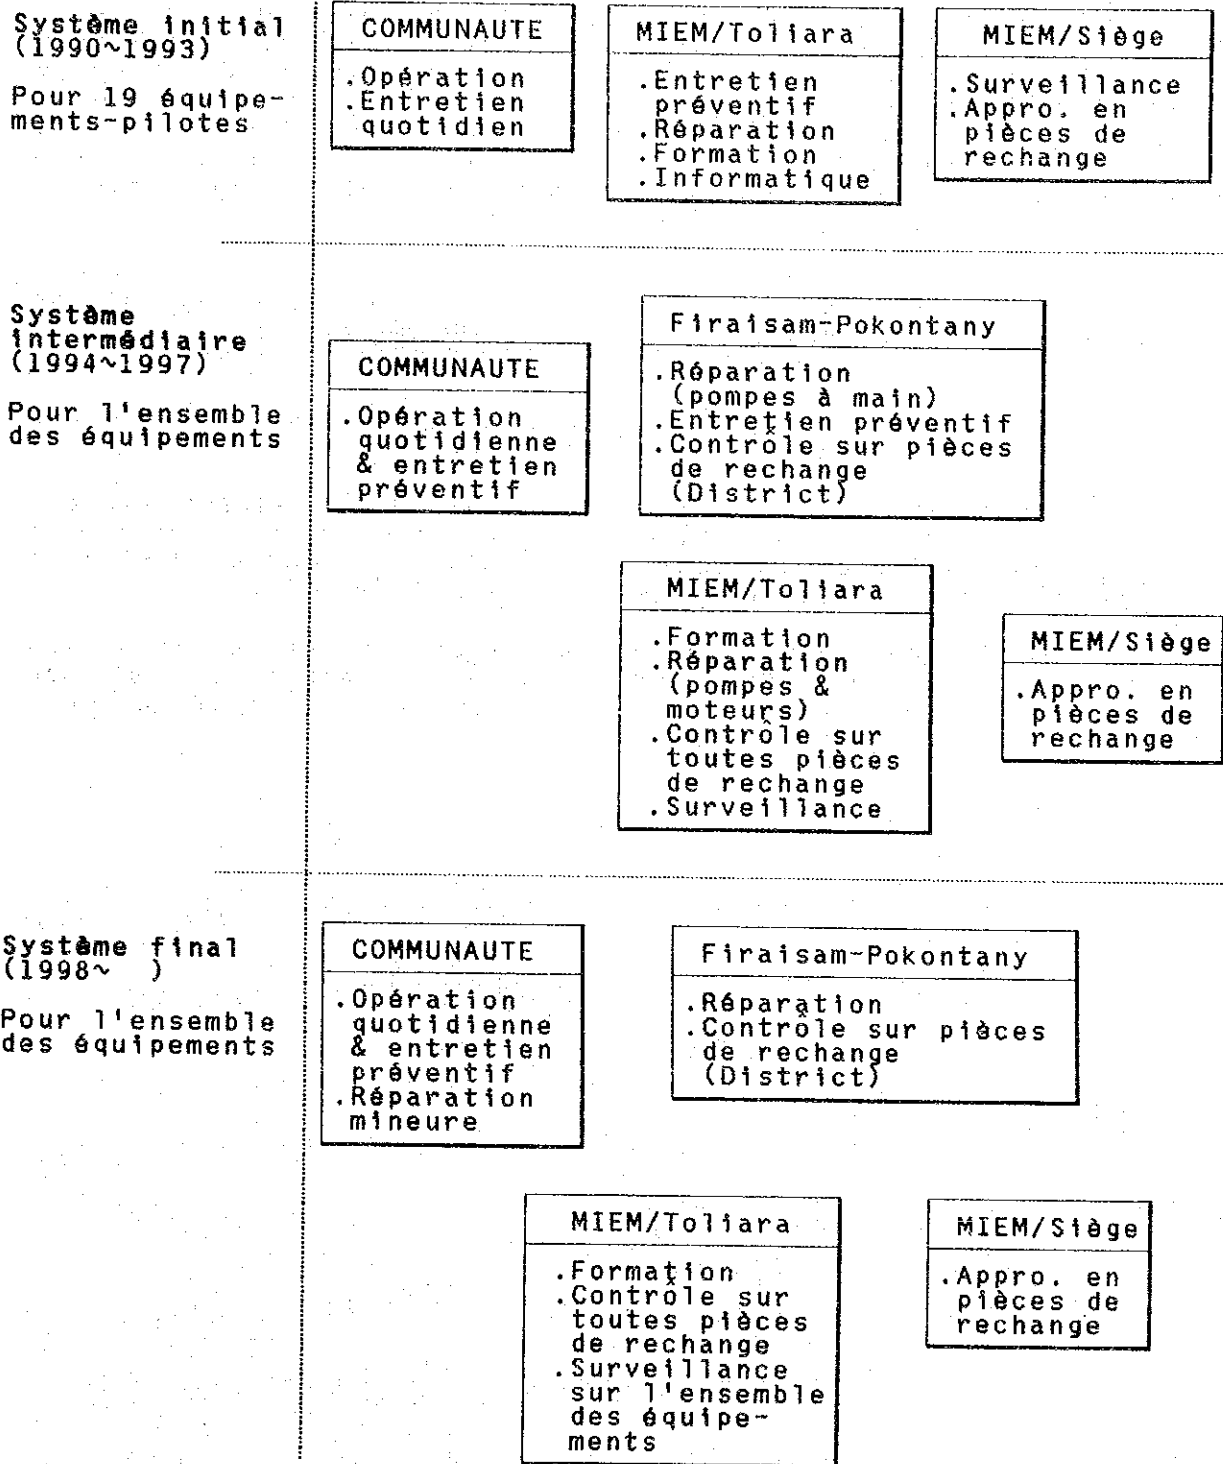 Système initial
(1990~1993)
Pour 19 équipe-
ments-pilotes
COMMUNAUTE
.Opération
.Entretien
quotidien
MIEM/Toliara
.Entretien
préventif
.Réparation
.Formation
.Informatique
MIEM/Siège
.Surveillance
.Appro. en
pièces de
rechange
Système
intermédiaire
(1994~1997)
Pour l'ensemble
des équipements
COMMUNAUTE
.Opération
quotidienne
& entretien
préventif
Firaisam-Pokontany
.Réparation
(pompes à main)
.Entretien préventif
.Contrôle sur pièces
de rechange
(District)
MIEM/Toliara
.Formation
.Réparation
(pompes &
moteurs)
.Contrôle sur
toutes pièces
de rechange
.Surveillance
MIEM/Siège
.Appro. en
pièces de
rechange
Système final
(1998~ )
Pour l'ensemble
des équipements
COMMUNAUTE
.Opération
quotidienne
& entretien
préventif
.Réparation
mineure
Firaisam-Pokontany
.Réparation
.Contrôle sur pièces
de rechange
(District)
MIEM/Toliara
.Formation
.Contrôle sur
toutes pièces
de rechange
.Surveillance
sur l'ensemble
des équipe-
ments
MIEM/Siège
.Appro. en
pièces de
rechange